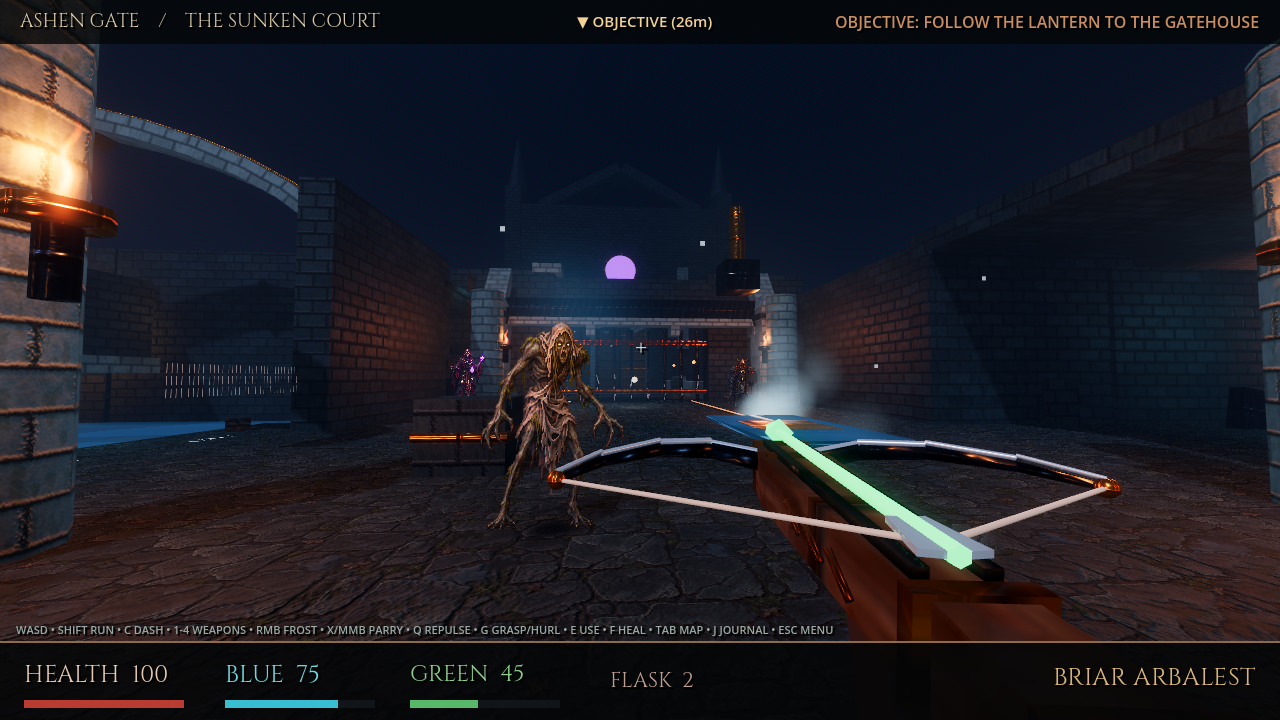 ASHEN GATE / THE SUNKEN COURT
▼ OBJECTIVE (26m)
OBJECTIVE: FOLLOW THE LANTERN TO THE GATEHOUSE
WASD • SHIFT RUN • C DASH • 1-4 WEAPONS • RMB FROST • X/MMB PARRY • Q REPULSE • G GRASP/HURL • E USE • F HEAL • TAB MAP • J JOURNAL • ESC MENU
HEALTH 100
BLUE 75
GREEN 45
FLASK 2
BRIAR ARBALEST